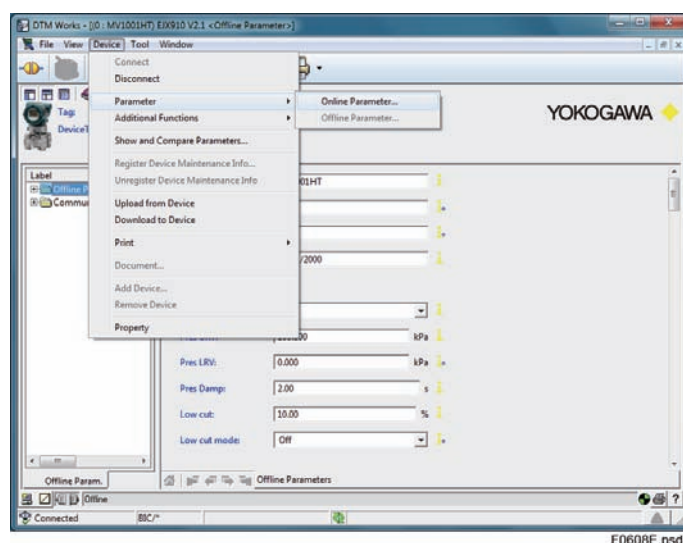 DTM Works - [(0 : MV1001HT) EJX910 V2.1 <Offline Parameter>]
File View Device Tool Window
Connect
Disconnect
Parameter
Online Parameter...
Additional Functions
Offline Parameter...
Tag:
YOKOGAWA
Show and Compare Parameters...
Register Device Maintenance Info...
Label
Unregister Device Maintenance Info
001HT
Upload from Device
Download to Device
Print
/2000
Document...
Add Device...
Remove Device
Property
kPa
Pres LRV:
0.000
kPa
Pres Damp:
2.00
s
Low cut:
10.00
%
Low cut mode:
Off
Offline Param.
Offline Parameters
Offline
Connected
F0608E.psd